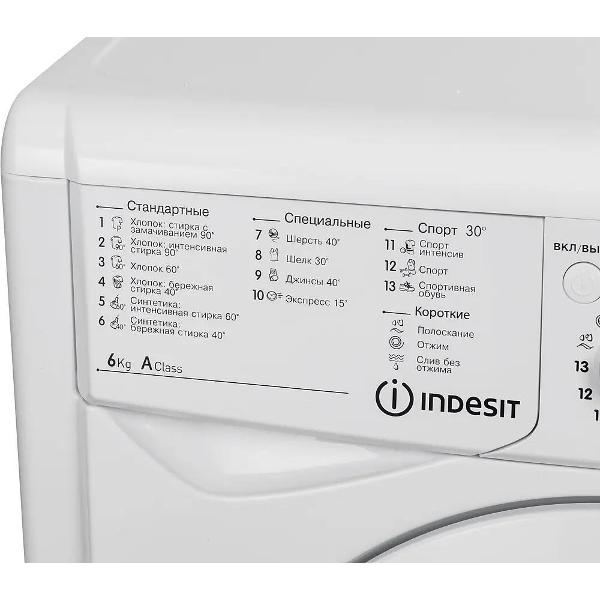 Стандартные
1 Хлопок: стирка с
замачиванием 90°
2 Хлопок: интенсивная
стирка 90°
3 Хлопок 60°
4 Хлопок: бережная
стирка 40°
5 Синтетика:
интенсивная стирка 60°
6 Синтетика:
бережная стирка 40°
6Kg A Class
Специальные
7 Шерсть 40°
8 Шелк 30°
9 Джинсы 40°
10 Экспресс 15'
Спорт 30°
11 Спорт
интенсив
12 Спорт
13 Спортивная
обувь
Короткие
Полоскание
Отжим
Слив без
отжима
INDESIT
ВКЛ/ВЫ
13
12
1